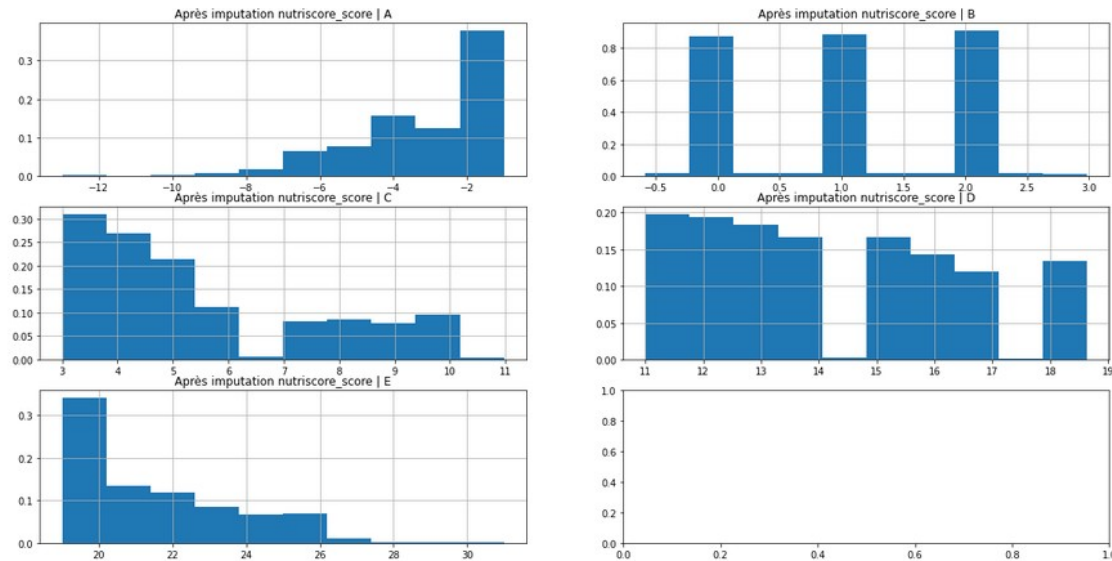 Après imputation nutriscore_score | A
0.3
0.2
0.1
0.0
−12 −10 −8 −6 −4 −2
Après imputation nutriscore_score | B
0.8
0.6
0.4
0.2
0.0
−0.5 0.0 0.5 1.0 1.5 2.0 2.5 3.0
Après imputation nutriscore_score | C
0.30
0.25
0.20
0.15
0.10
0.05
0.00
3 4 5 6 7 8 9 10 11
Après imputation nutriscore_score | D
0.20
0.15
0.10
0.05
0.00
11 12 13 14 15 16 17 18 19
Après imputation nutriscore_score | E
0.3
0.2
0.1
0.0
20 22 24 26 28 30
1.0
0.8
0.6
0.4
0.2
0.0
0.0 0.2 0.4 0.6 0.8 1.0